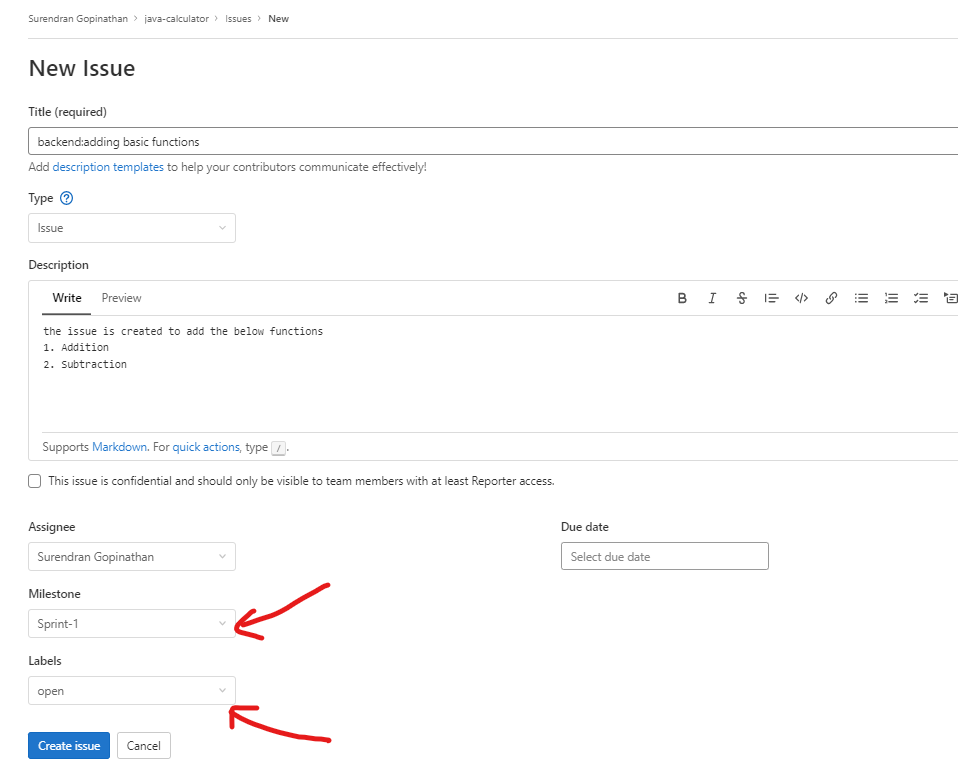 Surendran Gopinathan > java-calculator > Issues > New
New Issue
Title (required)
backend:adding basic functions
Add description templates to help your contributors communicate effectively!
Type ?
Issue
Description
Write Preview B I S
the issue is created to add the below functions
1. Addition
2. Subtraction
Supports Markdown. For quick actions, type /.
This issue is confidential and should only be visible to team members with at least Reporter access.
Assignee
Surendran Gopinathan
Due date
Select due date
Milestone
Sprint-1
Labels
open
Create issue Cancel